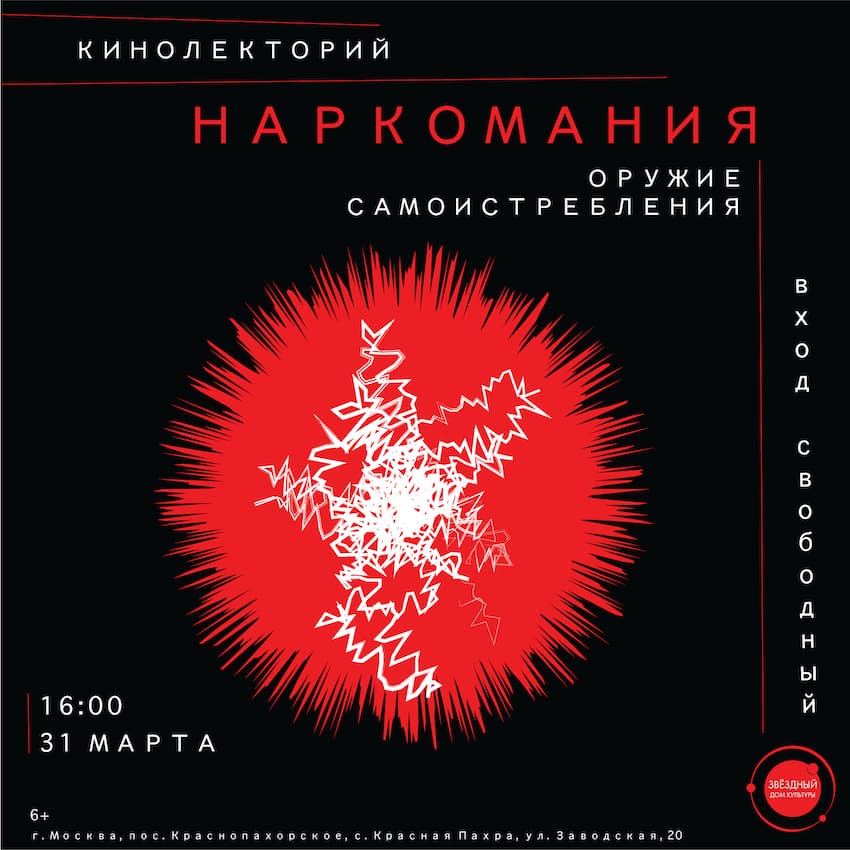 КИНОЛЕКТОРИЙ
НАРКОМАНИЯ
ОРУЖИЕ
САМОИСТРЕБЛЕНИЯ
ВХОД СВОБОДНЫЙ
16:00
31 МАРТА
ЗВЁЗДНЫЙ
ДОМ КУЛЬТУРЫ
6+
г.Москва, пос. Краснопахорское, с. Красная Пахра, ул. Заводская, 20